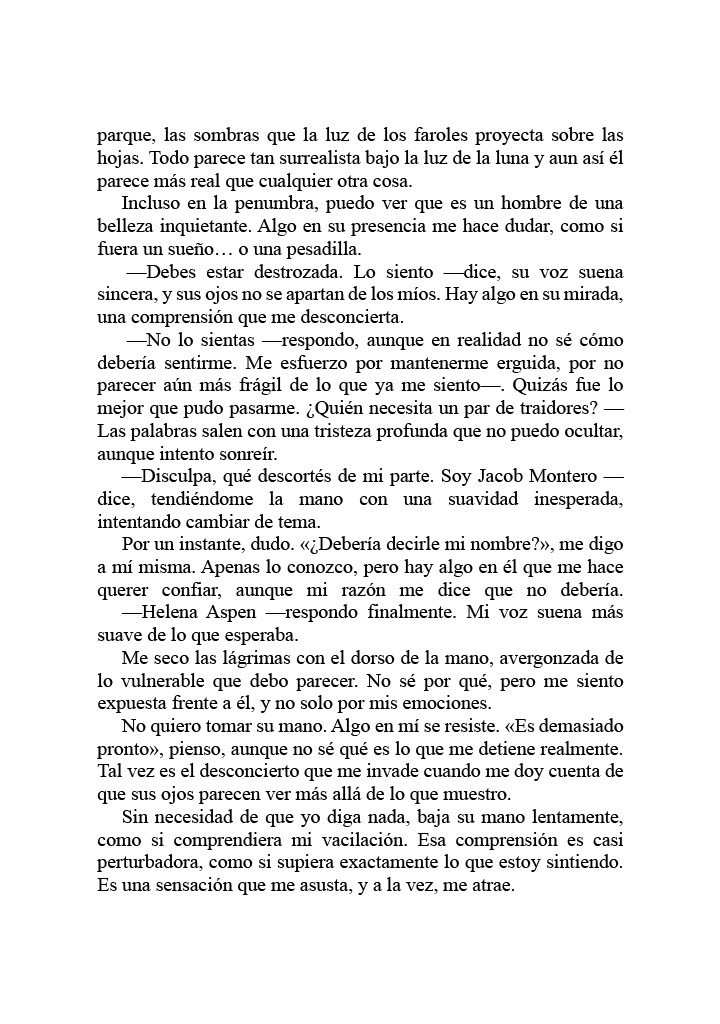 parque, las sombras que la luz de los faroles proyecta sobre las
hojas. Todo parece tan surrealista bajo la luz de la luna y aun así él
parece más real que cualquier otra cosa.
Incluso en la penumbra, puedo ver que es un hombre de una
belleza inquietante. Algo en su presencia me hace dudar, como si
fuera un sueño… o una pesadilla.
—Debes estar destrozada. Lo siento —dice, su voz suena
sincera, y sus ojos no se apartan de los míos. Hay algo en su mirada,
una comprensión que me desconcierta.
—No lo sientas —respondo, aunque en realidad no sé cómo
debería sentirme. Me esfuerzo por mantenerme erguida, por no
parecer aún más frágil de lo que ya me siento—. Quizás fue lo
mejor que pudo pasarme. ¿Quién necesita un par de traidores? —
Las palabras salen con una tristeza profunda que no puedo ocultar,
aunque intento sonreír.
—Disculpa, qué descortés de mi parte. Soy Jacob Montero —
dice, tendiéndome la mano con una suavidad inesperada,
intentando cambiar de tema.
Por un instante, dudo. «¿Debería decirle mi nombre?», me digo
a mí misma. Apenas lo conozco, pero hay algo en él que me hace
querer confiar, aunque mi razón me dice que no debería.
—Helena Aspen —respondo finalmente. Mi voz suena más
suave de lo que esperaba.
Me seco las lágrimas con el dorso de la mano, avergonzada de
lo vulnerable que debo parecer. No sé por qué, pero me siento
expuesta frente a él, y no solo por mis emociones.
No quiero tomar su mano. Algo en mí se resiste. «Es demasiado
pronto», pienso, aunque no sé qué es lo que me detiene realmente.
Tal vez es el desconcierto que me invade cuando me doy cuenta de
que sus ojos parecen ver más allá de lo que muestro.
Sin necesidad de que yo diga nada, baja su mano lentamente,
como si comprendiera mi vacilación. Esa comprensión es casi
perturbadora, como si supiera exactamente lo que estoy sintiendo.
Es una sensación que me asusta, y a la vez, me atrae.